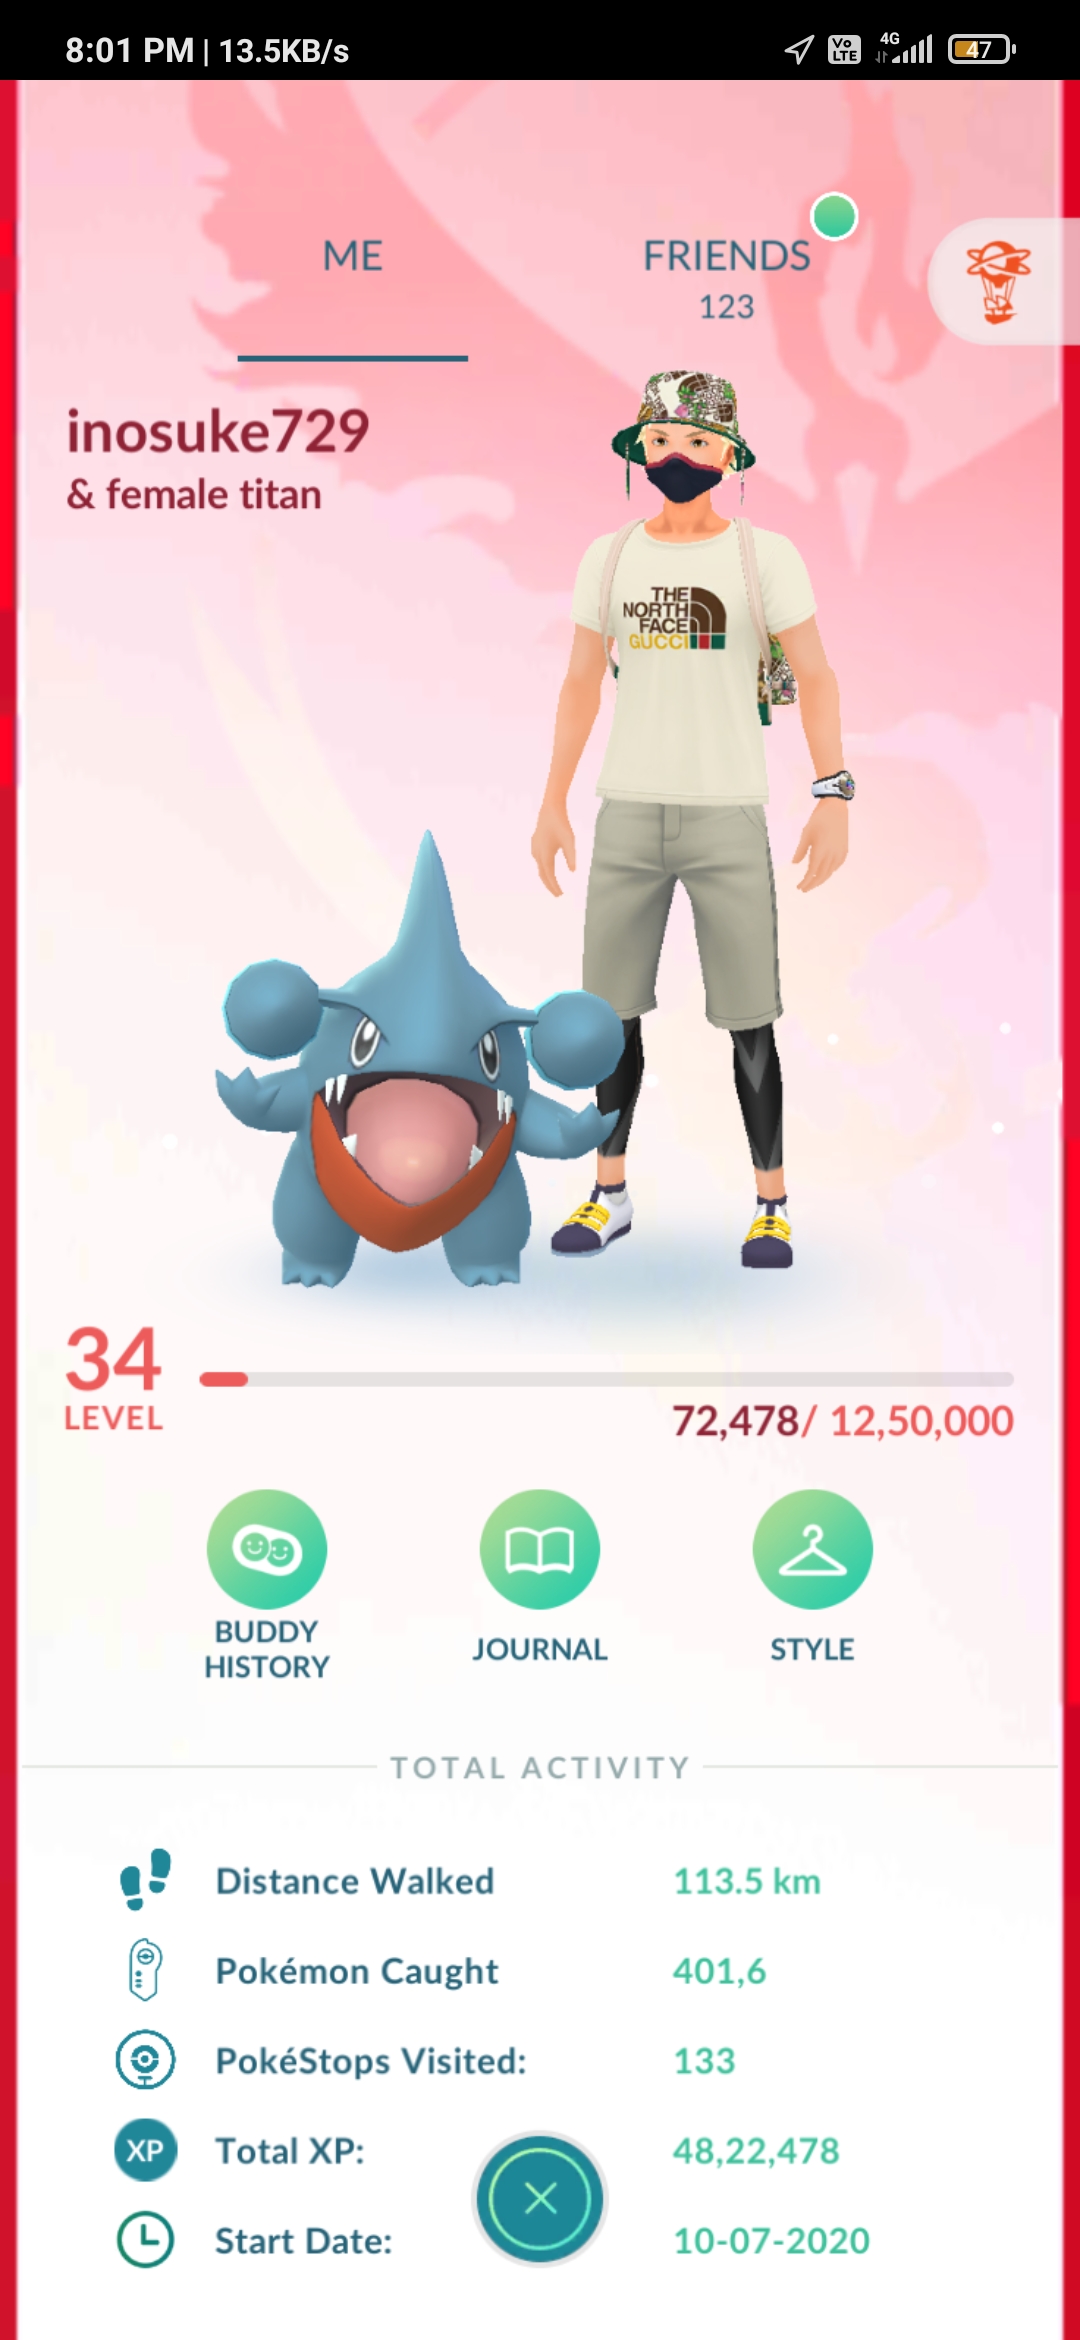 8:01 PM | 13.5KB/s
Vo LTE
4G
47
ME
FRIENDS
123
inosuke729
& female titan
THE
NORTH
FACE
GUCCI
34
LEVEL
72,478/ 12,50,000
BUDDY
HISTORY
JOURNAL
STYLE
TOTAL ACTIVITY
Distance Walked 113.5 km
Pokémon Caught 401,6
PokéStops Visited: 133
XP Total XP: 48,22,478
Start Date: 10-07-2020